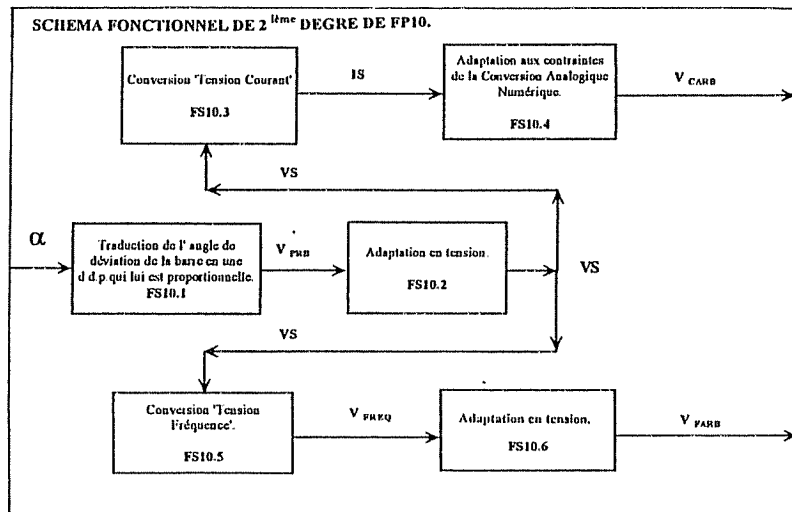 SCHEMA FONCTIONNEL DE 2 ième DEGRE DE FP10.
Conversion 'Tension Courant'
FS10.3
IS
Adaptation aux contraintes
de la Conversion Analogique
Numérique.
FS10.4
V CARB
VS
α
Traduction de l' angle de
déviation de la barre en une
d d.p. qui lui est proportionnelle.
FS10.1
V PRB
Adaptation en tension.
FS10.2
VS
VS
Conversion 'Tension
Fréquence'.
FS10.5
V FREQ
Adaptation en tension.
FS10.6
V FARB